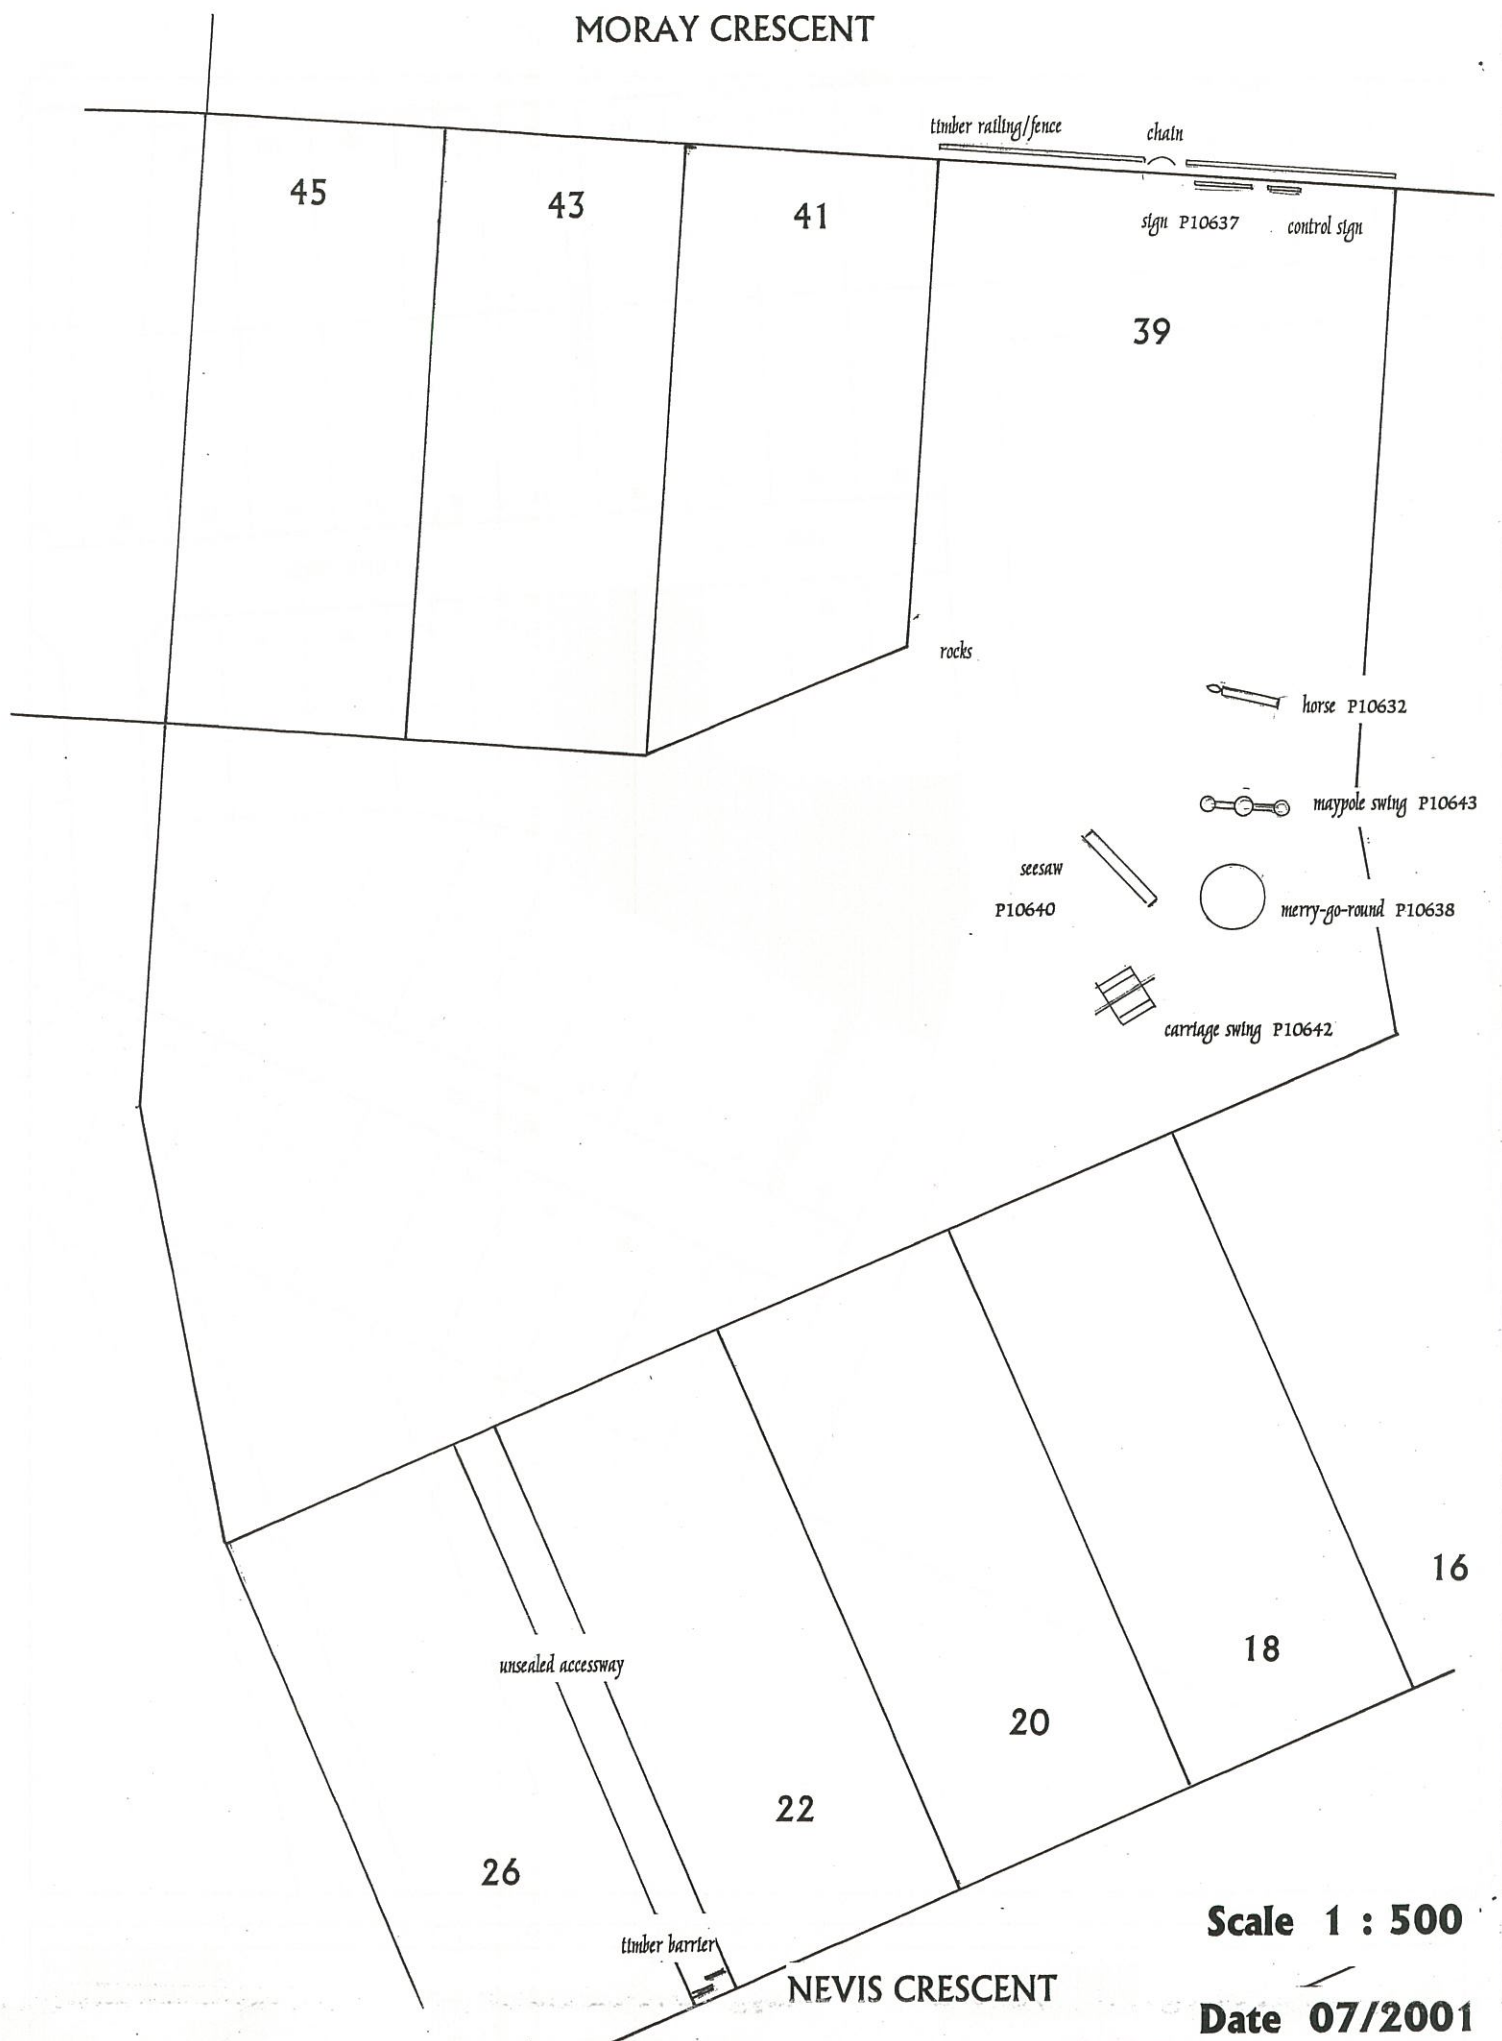 MORAY CRESCENT
timber railing/fence
chain
45
43
41
sign P10637
control sign
39
rocks
horse P10632
maypole swing P10643
seesaw
P10640
merry-go-round P10638
carriage swing P10642
16
18
unsealed accessway
20
22
26
Scale 1 : 500
timber barrier
NEVIS CRESCENT
Date 07/2001